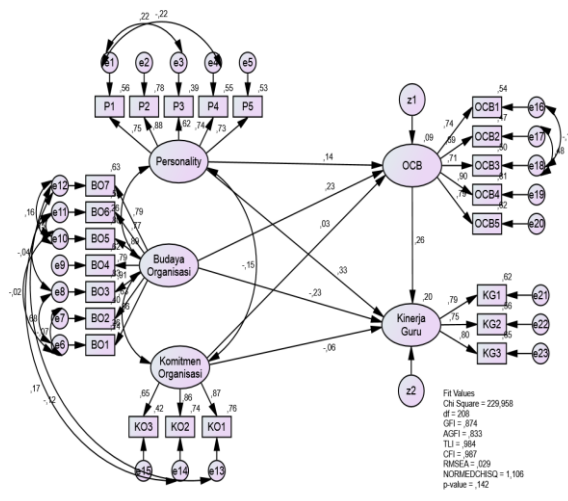 ,22
-,22
e1
e2
e3
e4
e5
,56
,78
,39
,55
,53
P1
P2
P3
P4
P5
,75
,88
,62
,74
,73
Personality
z1
,09
OCB
,14
,23
,03
,54
OCB1
e16
,74
,47
OCB2
e17
,59
,50
OCB3
e18
,71
,81
OCB4
e19
,90
,62
OCB5
e20
,63
e12
BO7
e11
BO6
e10
BO5
e9
BO4
e8
BO3
e7
BO2
e6
BO1
,79
,77
,79
,91
,16
-,04
-,02
,17
-,12
Budaya
Organisasi
-,15
,33
-,23
-,06
,26
,20
Kinerja
Guru
z2
,79
,75
,80
KG1
,62
e21
KG2
e22
KG3
e23
Komitmen
Organisasi
,65
,86
,87
,42
,74
,76
KO3
KO2
KO1
e15
e14
e13
Fit Values
Chi Square = 229,958
df = 208
GFI = ,874
AGFI = ,833
TLI = ,984
CFI = ,987
RMSEA = ,029
NORMEDCHISQ = 1,106
p-value = ,142